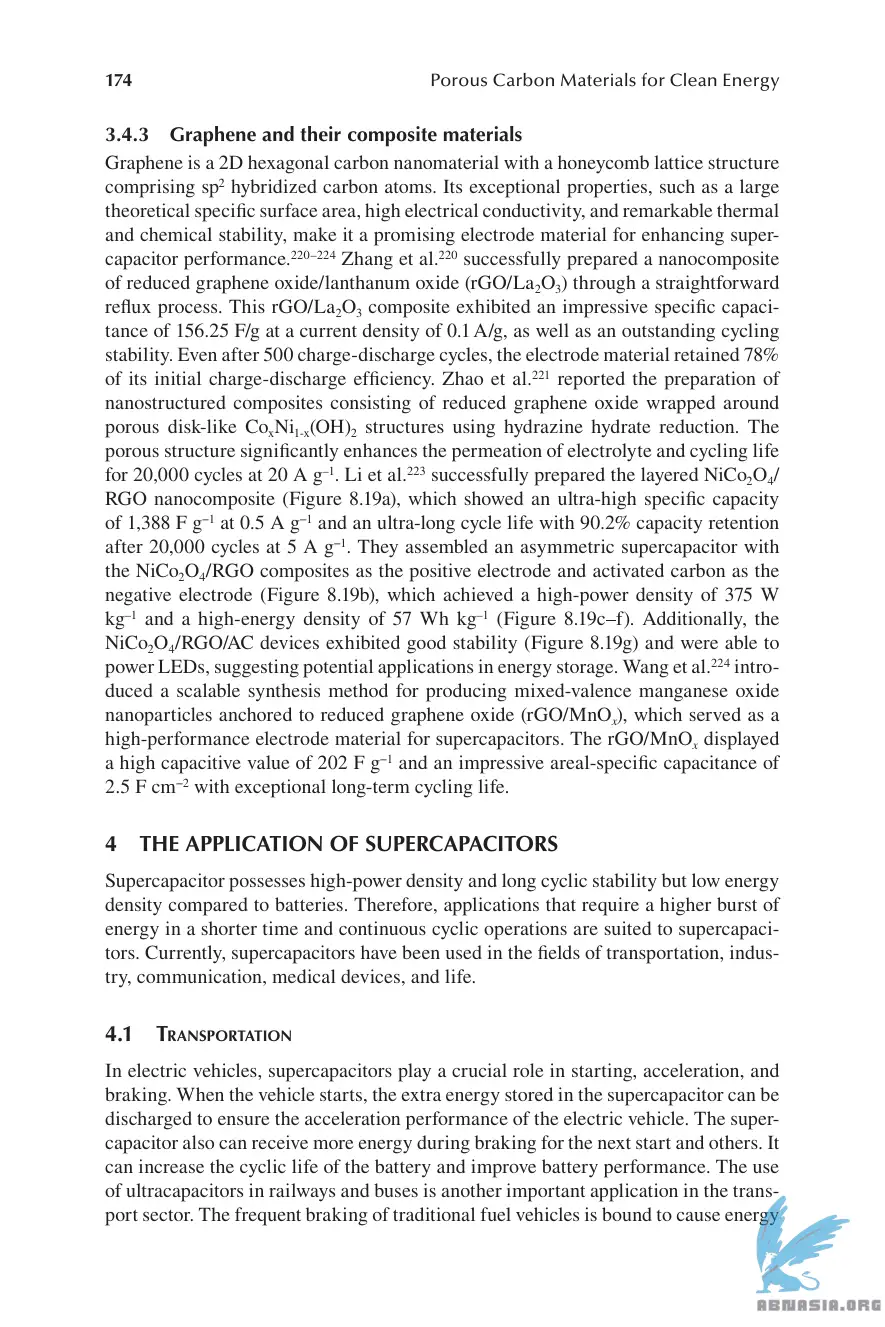 174 Porous Carbon Materials for Clean Energy
3.4.3 Graphene and their composite materials
Graphene is a 2D hexagonal carbon nanomaterial with a honeycomb lattice structure
comprising sp² hybridized carbon atoms. Its exceptional properties, such as a large
theoretical specific surface area, high electrical conductivity, and remarkable thermal
and chemical stability, make it a promising electrode material for enhancing super-
capacitor performance.²²⁰⁻²²⁴ Zhang et al.²²⁰ successfully prepared a nanocomposite
of reduced graphene oxide/lanthanum oxide (rGO/La₂O₃) through a straightforward
reflux process. This rGO/La₂O₃ composite exhibited an impressive specific capaci-
tance of 156.25 F/g at a current density of 0.1 A/g, as well as an outstanding cycling
stability. Even after 500 charge-discharge cycles, the electrode material retained 78%
of its initial charge-discharge efficiency. Zhao et al.²²¹ reported the preparation of
nanostructured composites consisting of reduced graphene oxide wrapped around
porous disk-like CoₓNi₁₋ₓ(OH)₂ structures using hydrazine hydrate reduction. The
porous structure significantly enhances the permeation of electrolyte and cycling life
for 20,000 cycles at 20 A g⁻¹. Li et al.²²³ successfully prepared the layered NiCo₂O₄/
RGO nanocomposite (Figure 8.19a), which showed an ultra-high specific capacity
of 1,388 F g⁻¹ at 0.5 A g⁻¹ and an ultra-long cycle life with 90.2% capacity retention
after 20,000 cycles at 5 A g⁻¹. They assembled an asymmetric supercapacitor with
the NiCo₂O₄/RGO composites as the positive electrode and activated carbon as the
negative electrode (Figure 8.19b), which achieved a high-power density of 375 W
kg⁻¹ and a high-energy density of 57 Wh kg⁻¹ (Figure 8.19c–f). Additionally, the
NiCo₂O₄/RGO/AC devices exhibited good stability (Figure 8.19g) and were able to
power LEDs, suggesting potential applications in energy storage. Wang et al.²²⁴ intro-
duced a scalable synthesis method for producing mixed-valence manganese oxide
nanoparticles anchored to reduced graphene oxide (rGO/MnOₓ), which served as a
high-performance electrode material for supercapacitors. The rGO/MnOₓ displayed
a high capacitive value of 202 F g⁻¹ and an impressive areal-specific capacitance of
2.5 F cm⁻² with exceptional long-term cycling life.
4 THE APPLICATION OF SUPERCAPACITORS
Supercapacitor possesses high-power density and long cyclic stability but low energy
density compared to batteries. Therefore, applications that require a higher burst of
energy in a shorter time and continuous cyclic operations are suited to supercapaci-
tors. Currently, supercapacitors have been used in the fields of transportation, indus-
try, communication, medical devices, and life.
4.1 Transportation
In electric vehicles, supercapacitors play a crucial role in starting, acceleration, and
braking. When the vehicle starts, the extra energy stored in the supercapacitor can be
discharged to ensure the acceleration performance of the electric vehicle. The super-
capacitor also can receive more energy during braking for the next start and others. It
can increase the cyclic life of the battery and improve battery performance. The use
of ultracapacitors in railways and buses is another important application in the trans-
port sector. The frequent braking of traditional fuel vehicles is bound to cause energy
ABNASIA.ORG